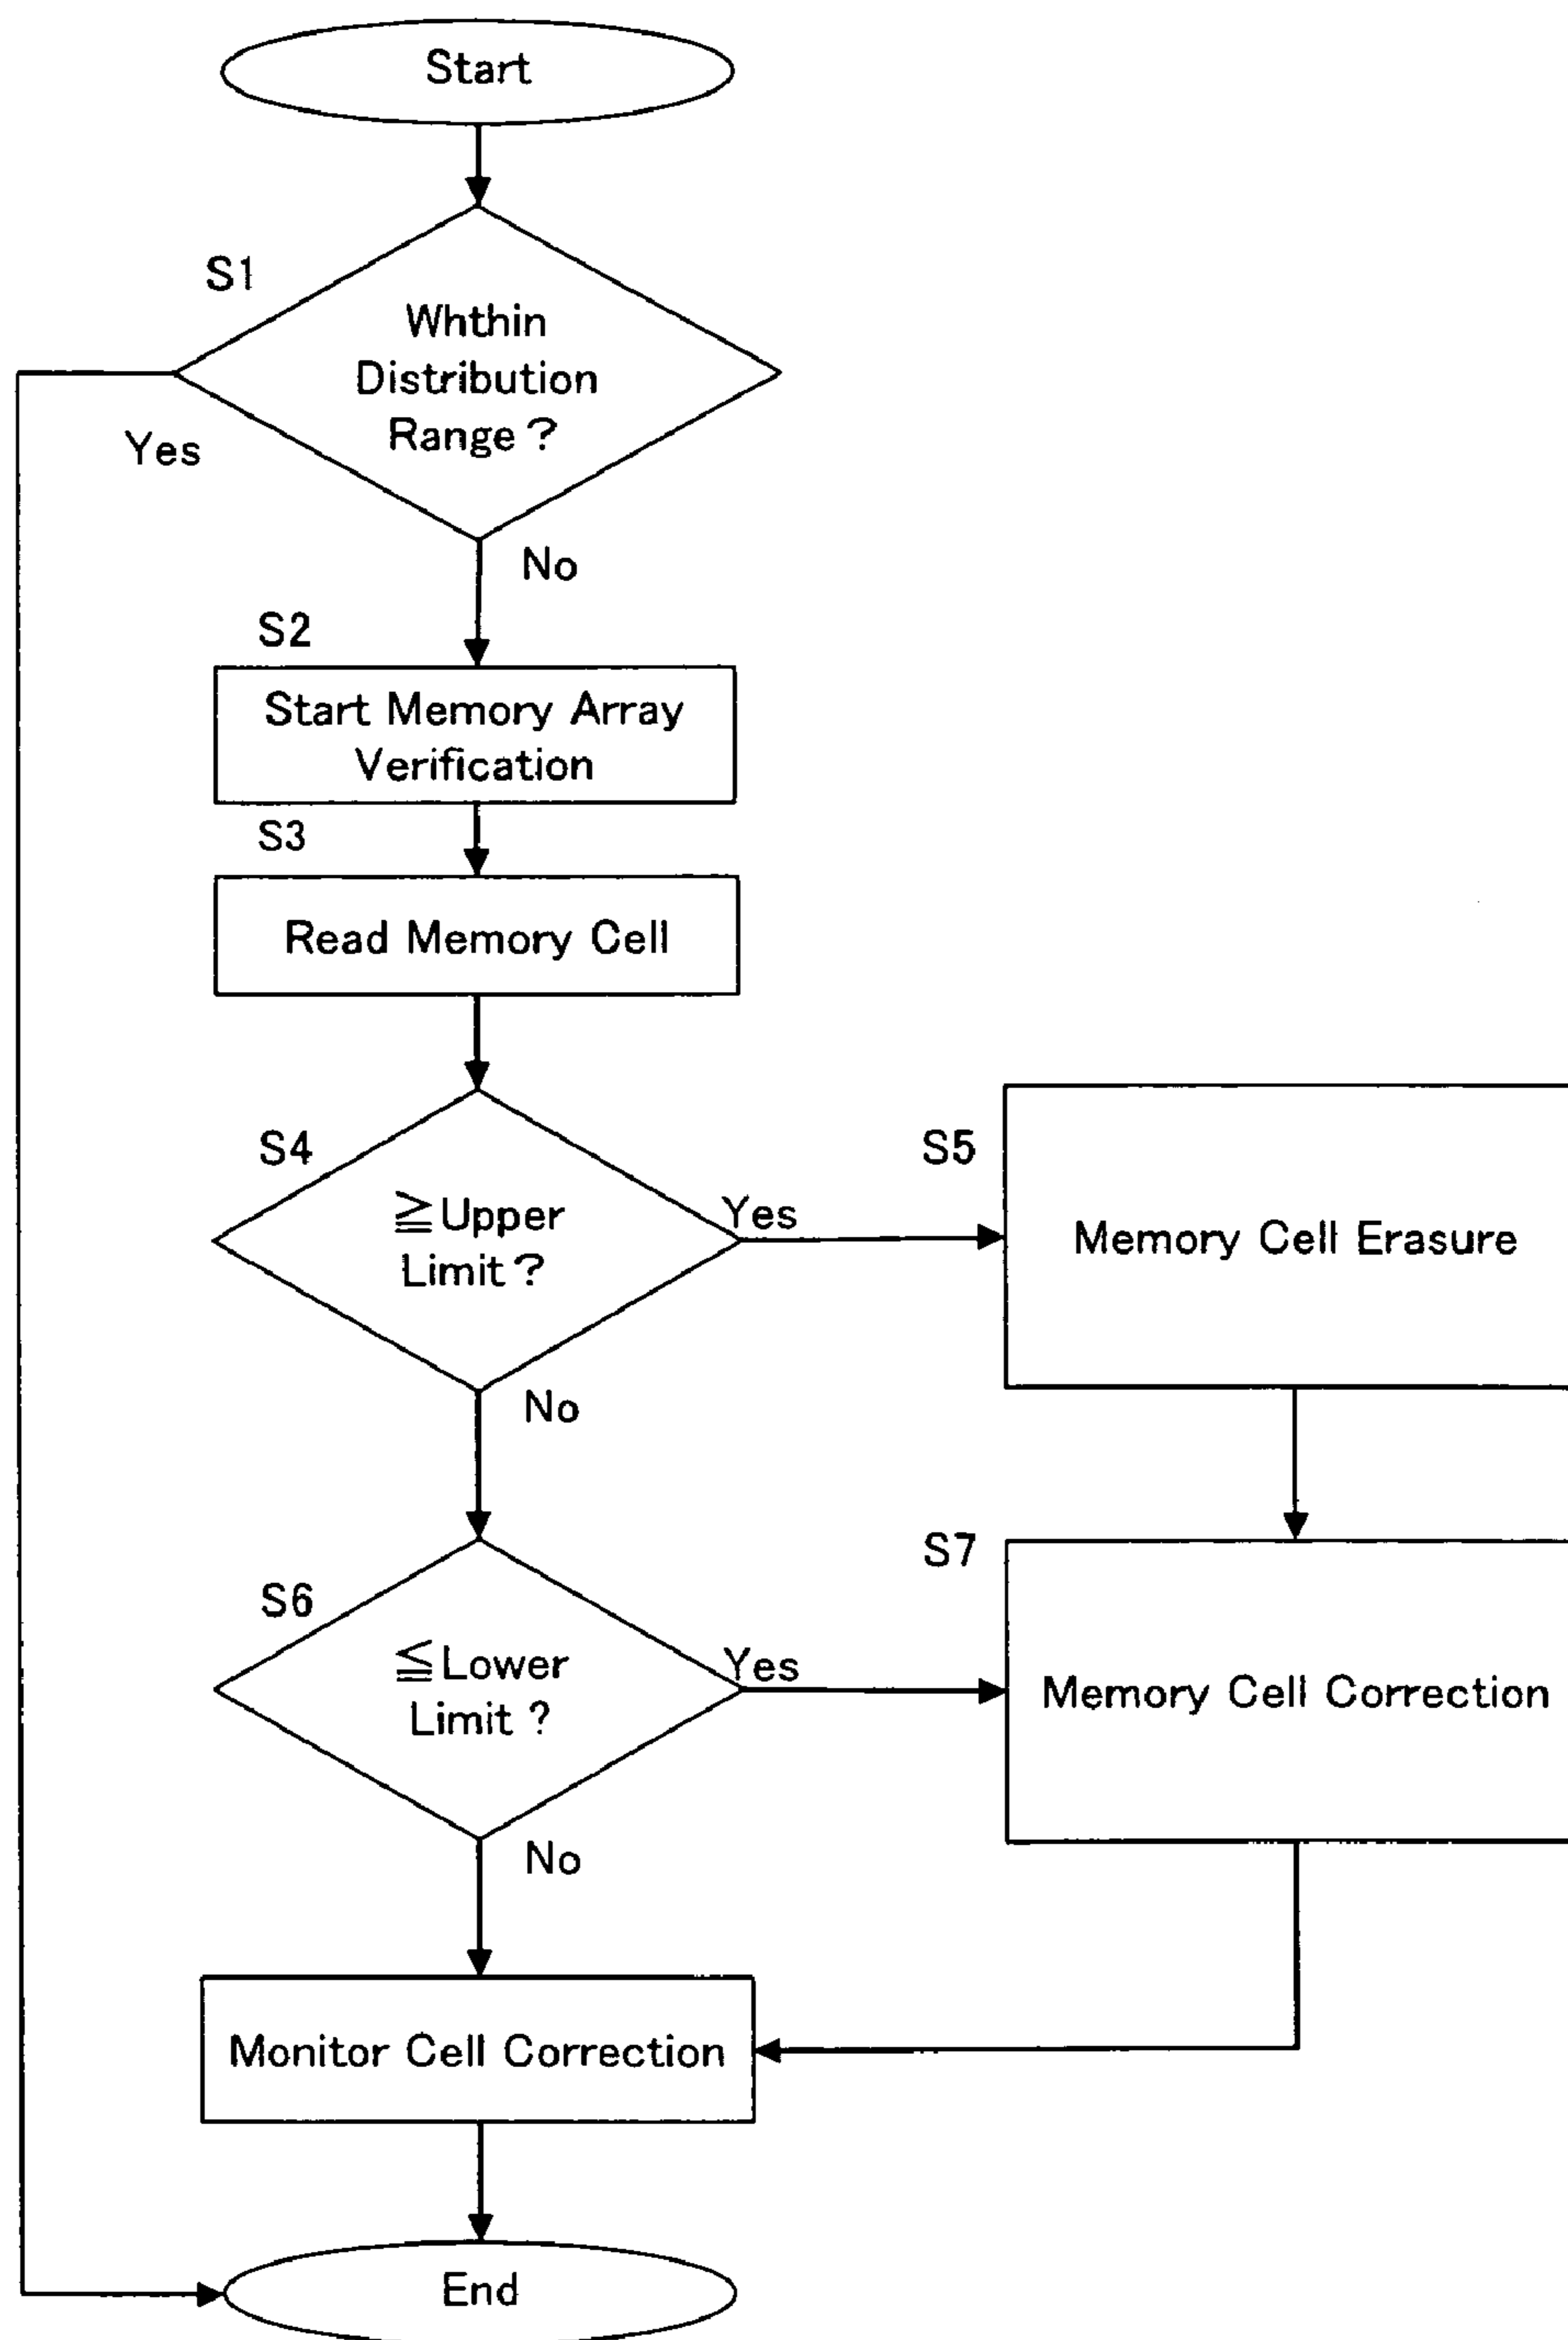 Start
S1
Whthin
Distribution
Range?
Yes
No
S2
Start Memory Array
Verification
S3
Read Memory Cell
S4
≧Upper
Limit?
Yes
S5
Memory Cell Erasure
No
S6
≦Lower
Limit?
Yes
S7
Memory Cell Correction
No
Monitor Cell Correction
End